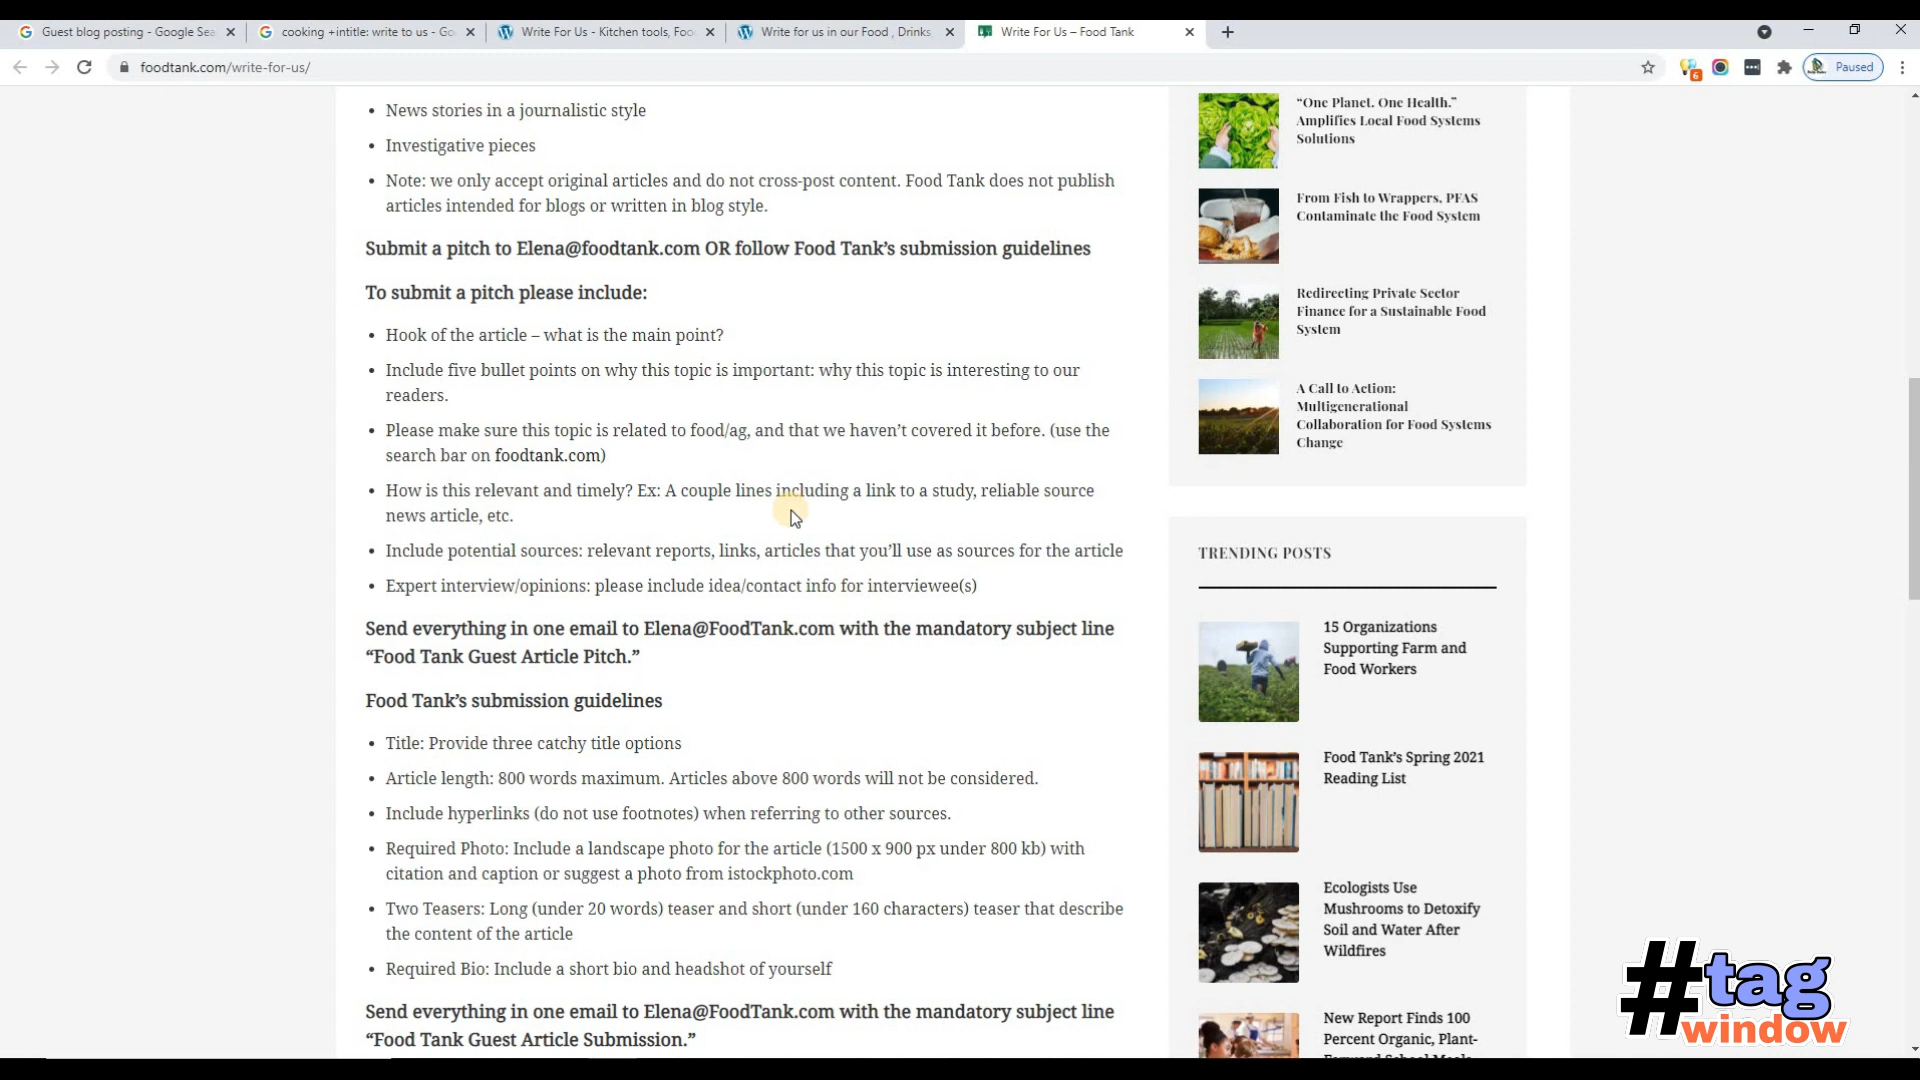 Guest blog posting - Google Sea
cooking +intitle: write to us - Go
Write For Us - Kitchen tools, Foo
Write for us in our Food , Drinks
Write For Us – Food Tank
foodtank.com/write-for-us/
6
Paused
• News stories in a journalistic style
• Investigative pieces
• Note: we only accept original articles and do not cross-post content. Food Tank does not publish
articles intended for blogs or written in blog style.
Submit a pitch to Elena@foodtank.com OR follow Food Tank’s submission guidelines
To submit a pitch please include:
• Hook of the article – what is the main point?
• Include five bullet points on why this topic is important: why this topic is interesting to our
readers.
• Please make sure this topic is related to food/ag, and that we haven’t covered it before. (use the
search bar on foodtank.com)
• How is this relevant and timely? Ex: A couple lines including a link to a study, reliable source
news article, etc.
• Include potential sources: relevant reports, links, articles that you’ll use as sources for the article
• Expert interview/opinions: please include idea/contact info for interviewee(s)
Send everything in one email to Elena@FoodTank.com with the mandatory subject line
“Food Tank Guest Article Pitch.”
Food Tank’s submission guidelines
• Title: Provide three catchy title options
• Article length: 800 words maximum. Articles above 800 words will not be considered.
• Include hyperlinks (do not use footnotes) when referring to other sources.
• Required Photo: Include a landscape photo for the article (1500 x 900 px under 800 kb) with
citation and caption or suggest a photo from istockphoto.com
• Two Teasers: Long (under 20 words) teaser and short (under 160 characters) teaser that describe
the content of the article
• Required Bio: Include a short bio and headshot of yourself
Send everything in one email to Elena@FoodTank.com with the mandatory subject line
“Food Tank Guest Article Submission.”
“One Planet. One Health.”
Amplifies Local Food Systems
Solutions
From Fish to Wrappers, PFAS
Contaminate the Food System
Redirecting Private Sector
Finance for a Sustainable Food
System
A Call to Action:
Multigenerational
Collaboration for Food Systems
Change
TRENDING POSTS
15 Organizations
Supporting Farm and
Food Workers
Food Tank’s Spring 2021
Reading List
Ecologists Use
Mushrooms to Detoxify
Soil and Water After
Wildfires
New Report Finds 100
Percent Organic, Plant-
Forward School Meals
#tag
window